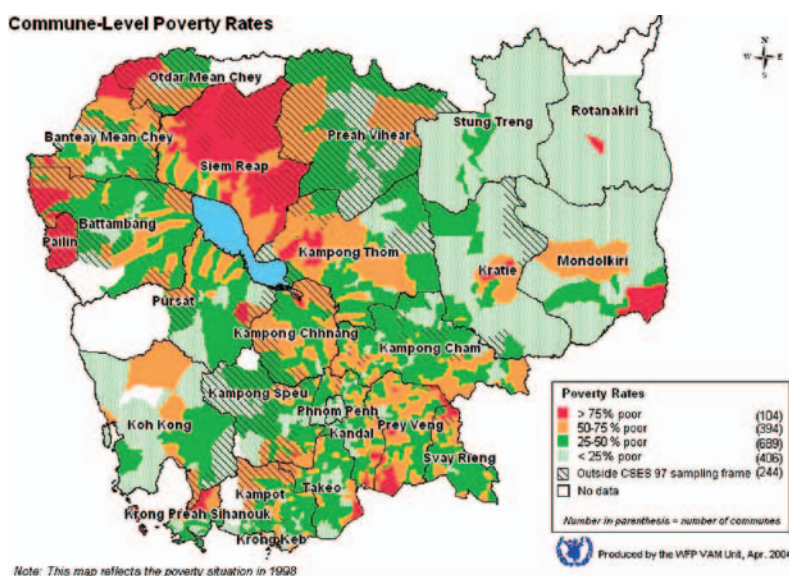 Commune-Level Poverty Rates
N
W E
S
Otdar Mean Chey
Rotanakiri
Stung Treng
Banteay Mean Chey
Preah Vihear
Siem Reap
Battambang
Pailin
Kampong Thom
Mondolkiri
Kratie
Pursat
Kampong Chhnang
Kampong Cham
Kampong Speu
Phnom Penh
Koh Kong
Kandal
Prey Veng
Svay Rieng
Takeo
Kampot
Krong Preah Sihanouk
Krong Keb
Poverty Rates
> 75% poor (104)
50-75% poor (394)
25-50 % poor (689)
< 25% poor (406)
Outside CSES 97 sampling frame (244)
No data
Number in parenthesis = number of communes
Produced by the WFP VAM Unit, Apr. 2004
Note: This map reflects the poverty situation in 1998